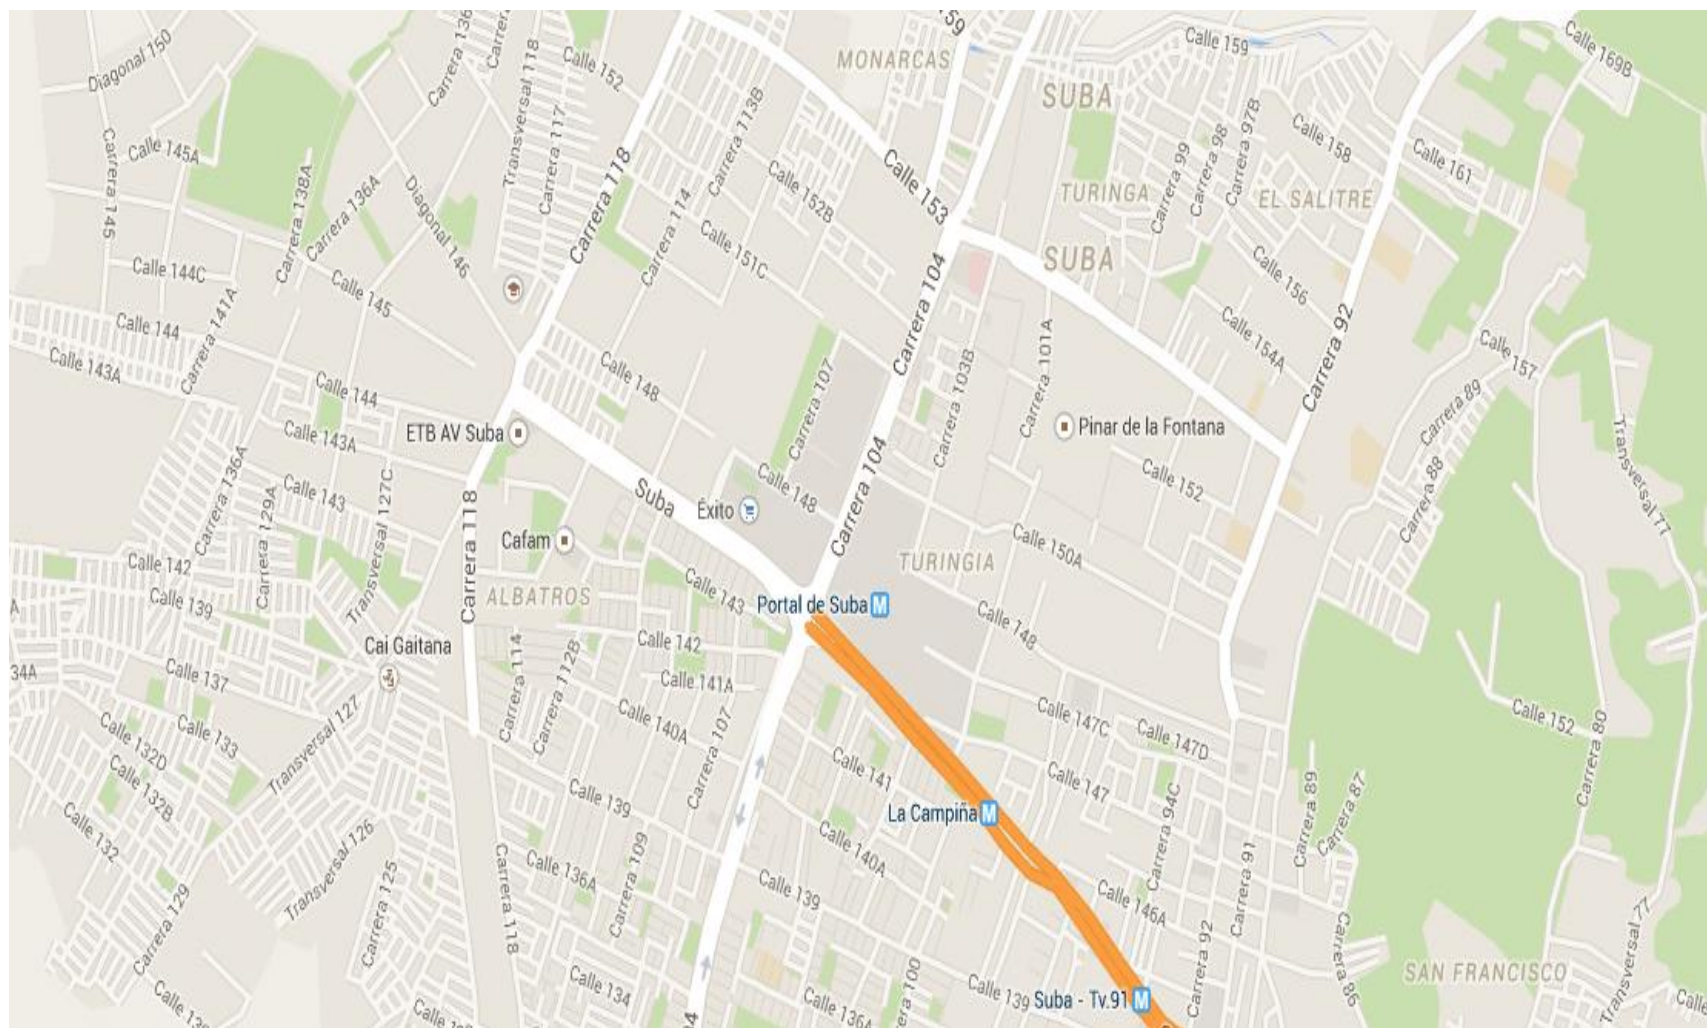 Diagonal 150
Carrera 136
Carrera
Transversal 118
Calle 152
Carrera 117
MONARCAS
159
Calle 159
Calle 169B
SUBA
Carrera 113B
Calle 153
Carrera 99
Carrera 98
Carrera 97B
Calle 158
Calle 161
Calle 145A
Carrera 145
Carrera 138A
Carrera 136A
Diagonal 146
Carrera 118
Carrera 114
Calle 152B
TURINGA
EL SALITRE
Calle 144C
Calle 145
Calle 151C
Carrera 104
SUBA
Calle 156
Calle 154A
Carrera 92
Calle 144
Carrera 141A
Calle 143A
Calle 144
Calle 148
Carrera 107
Carrera 103B
Carrera 101A
Calle 157
Carrera 89
Calle 143A
ETB AV Suba
Pinar de la Fontana
Transversal 77
Carrera 136A
Calle 143
Transversal 127C
Carrera 129A
Suba
Éxito
Calle 148
Carrera 104
Calle 152
Carrera 88
Carrera 118
Cafam
Calle 150A
TURINGIA
Calle 142
Calle 139
ALBATROS
Calle 143
Portal de Suba M
Calle 148
A
Cai Gaitana
Carrera 114
Carrera 112B
Calle 142
Calle 141A
34A
Calle 137
Transversal 127
Calle 140A
Carrera 107
Calle 147C
Calle 147D
Calle 152
Carrera 80
Calle 133
Calle 132D
Calle 132B
Calle 141
Calle 147
Carrera 94C
Carrera 89
Carrera 87
Calle 139
La Campiña M
Calle 132
Transversal 126
Carrera 109
Calle 140A
Carrera 91
Calle 136A
Calle 139
Calle 146A
Carrera 129
Carrera 125
Carrera 118
Carrera 92
Carrera 86
Transversal 77
Calle 134
Carrera 100
SAN FRANCISCO
Calle 136A
Calle 139
Suba - Tv.91 M
Calle